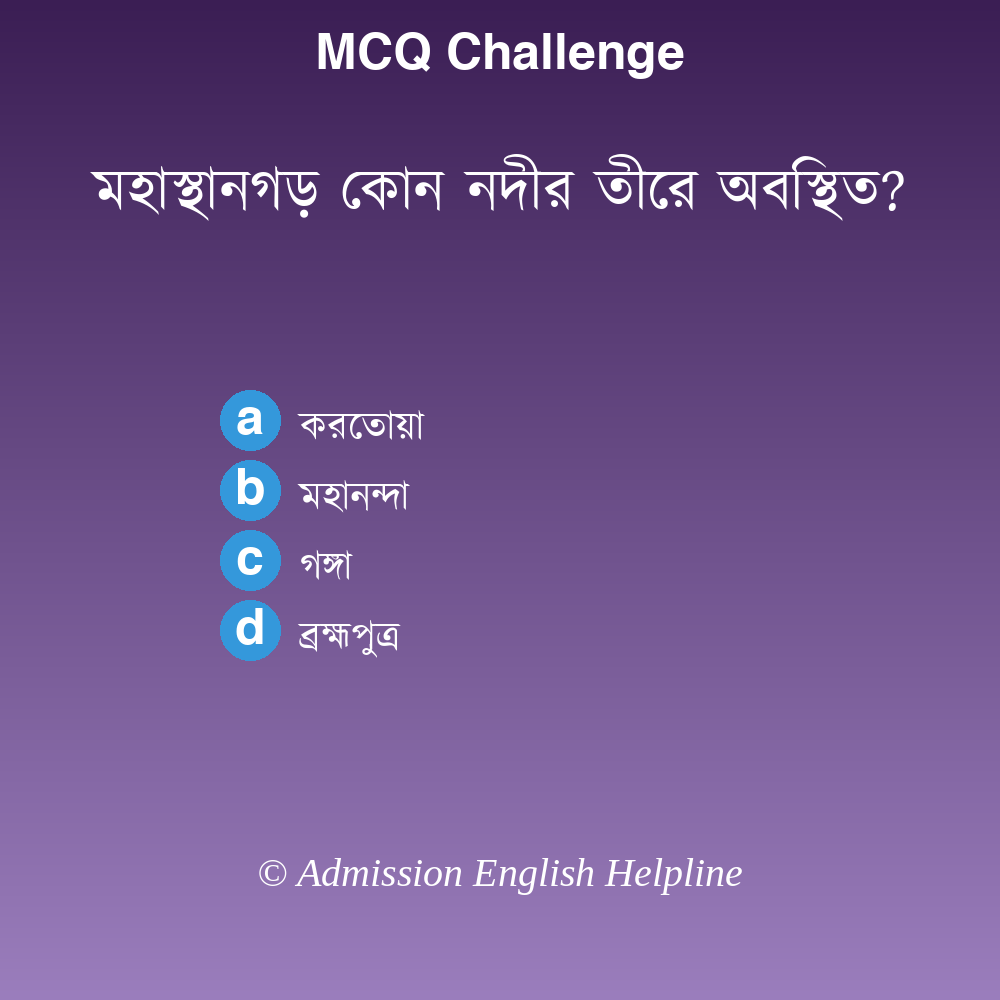 MCQ Challenge
মহাস্থানগড় কোন নদীর তীরে অবস্থিত?
a করতোয়া
b মহানন্দা
c গঙ্গা
d ব্রহ্মপুত্র
© Admission English Helpline